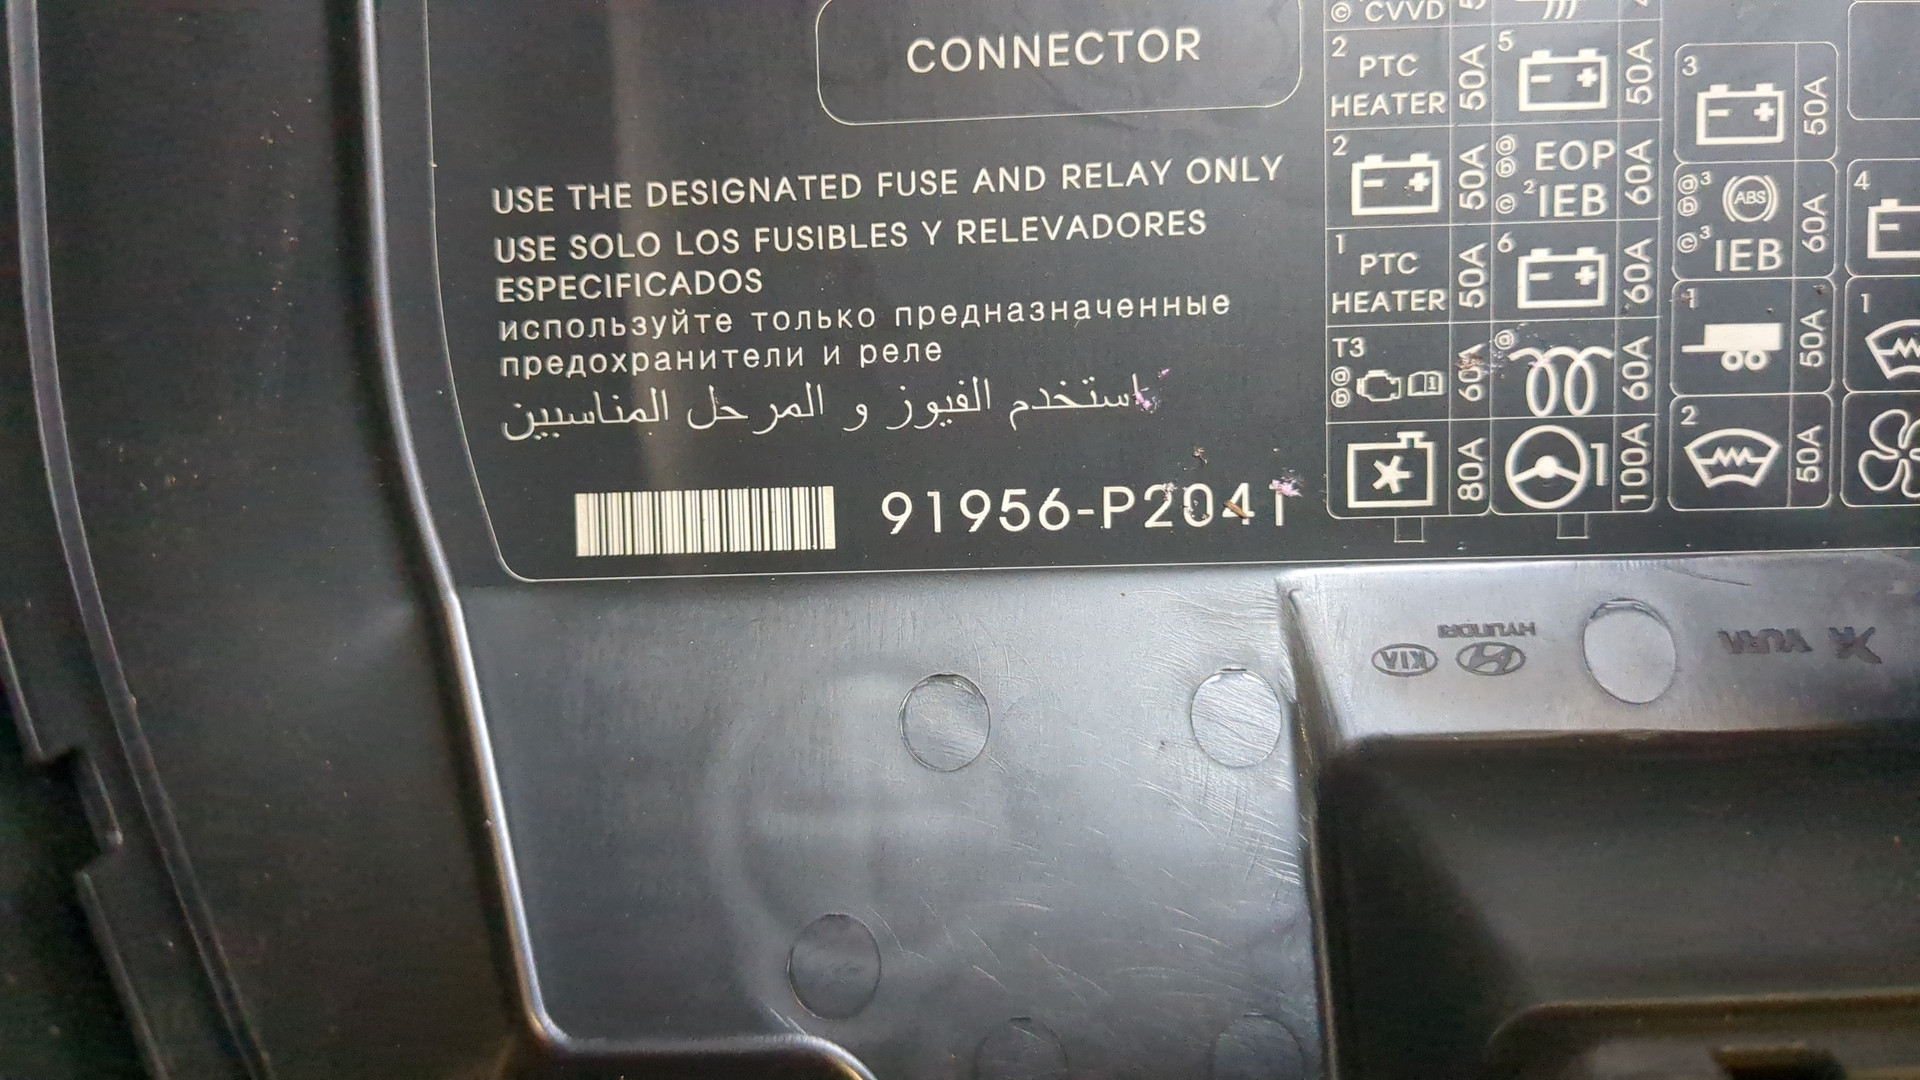 CONNECTOR
USE THE DESIGNATED FUSE AND RELAY ONLY
USE SOLO LOS FUSIBLES Y RELEVADORES
ESPECIFICADOS
используйте только предназначенные
предохранители и реле
استخدم الفيوز و المرحل المناسبين
91956-P2041
ⓒ CVVD
2 PTC
HEATER 50A
5 50A
2 50A
ⓐ ⓑ EOP
ⓒ 2 IEB 60A
1 PTC
HEATER 50A
6 60A
T3
ⓐ ⓑ 60A
ⓐ 60A
80A
1 100A
3 50A
ⓐ ⓑ 3 ABS
ⓒ 3 IEB 60A
1 50A
2 50A
4
1
HYUNDAI
KIA
YURA